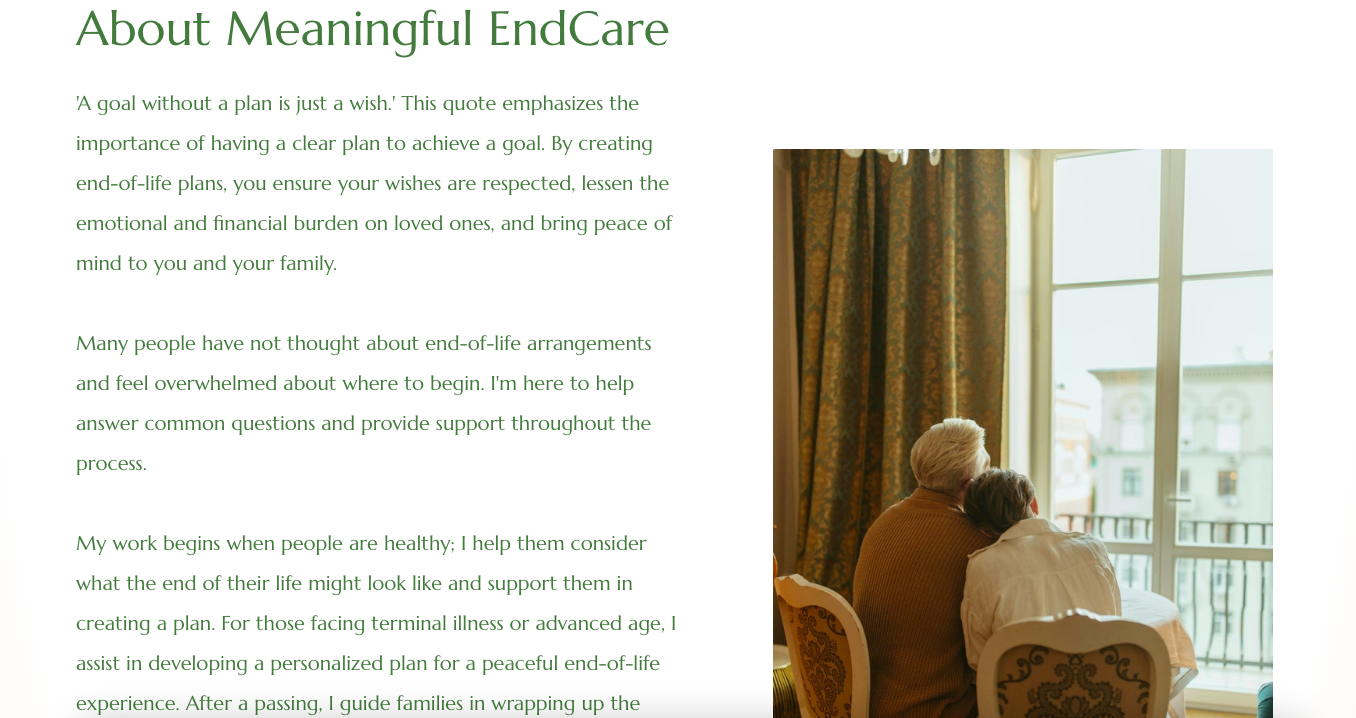 About Meaningful EndCare
'A goal without a plan is just a wish.' This quote emphasizes the
importance of having a clear plan to achieve a goal. By creating
end-of-life plans, you ensure your wishes are respected, lessen the
emotional and financial burden on loved ones, and bring peace of
mind to you and your family.
Many people have not thought about end-of-life arrangements
and feel overwhelmed about where to begin. I'm here to help
answer common questions and provide support throughout the
process.
My work begins when people are healthy; I help them consider
what the end of their life might look like and support them in
creating a plan. For those facing terminal illness or advanced age, I
assist in developing a personalized plan for a peaceful end-of-life
experience. After a passing, I guide families in wrapping up the